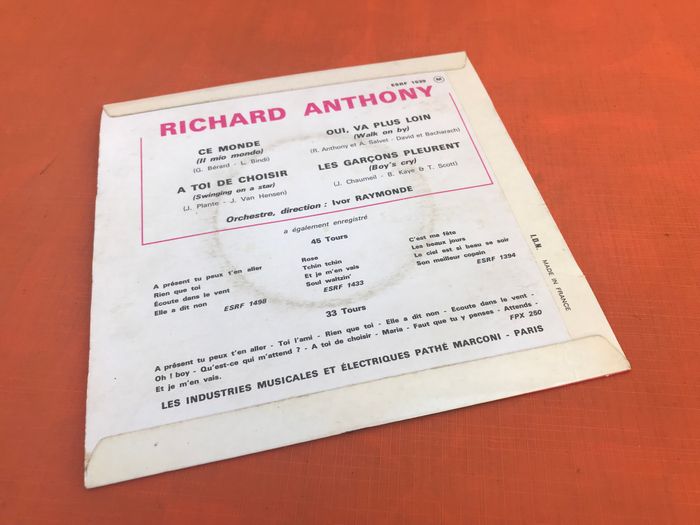 ESRF 1539 M
RICHARD ANTHONY
CE MONDE
(Il mio mondo)
(G. Bérard - L. Bindi)
A TOI DE CHOISIR
(Swinging on a star)
(J. Plante - J. Van Hensen)
OUI, VA PLUS LOIN
(Walk on by)
(R. Anthony et A. Salvet - David et Bacharach)
LES GARÇONS PLEURENT
(Boy's cry)
(J. Chaumeil - B. Kaye & T. Scott)
Orchestre, direction : Ivor RAYMONDE
a également enregistré
45 Tours
A présent tu peux t'en aller
Rien que toi
Écoute dans le vent
Elle a dit non
ESRF 1498
Rose
Tchin tchin
Et je m'en vais
Soul waltzin'
ESRF 1433
C'est ma fête
Les beaux jours
Le ciel est si beau se soir
Son meilleur copain
ESRF 1394
33 Tours
A présent tu peux t'en aller - Toi l'ami - Rien que toi - Elle a dit non - Ecoute dans le vent -
Oh ! boy - Qu'est-ce qui m'attend ? - A toi de choisir - Maria - Faut que tu y penses - Attends -
Et je m'en vais.
FPX 250
LES INDUSTRIES MUSICALES ET ÉLECTRIQUES PATHÉ MARCONI - PARIS
I.D.N. MADE IN FRANCE